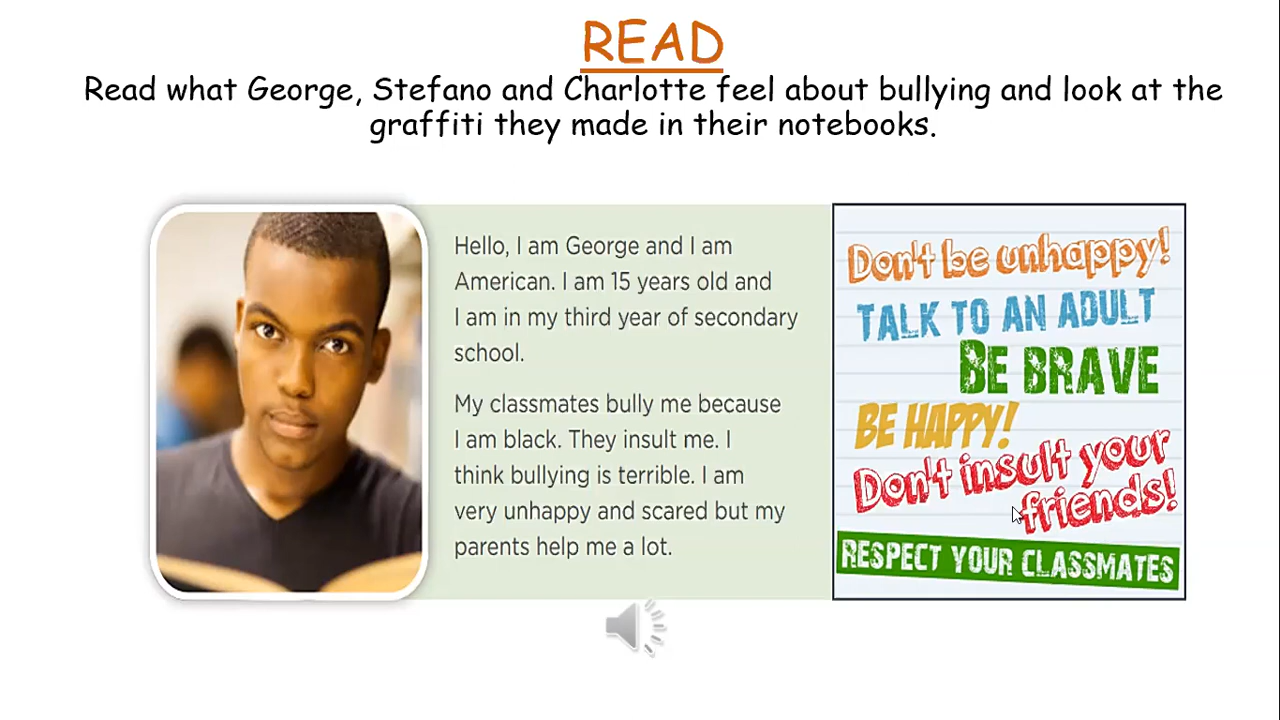 READ
Read what George, Stefano and Charlotte feel about bullying and look at the
graffiti they made in their notebooks.
Hello, I am George and I am
American. I am 15 years old and
I am in my third year of secondary
school.
My classmates bully me because
I am black. They insult me. I
think bullying is terrible. I am
very unhappy and scared but my
parents help me a lot.
Don't be unhappy!
TALK TO AN ADULT
BE BRAVE
BE HAPPY!
Don't insult your
friends!
RESPECT YOUR CLASSMATES